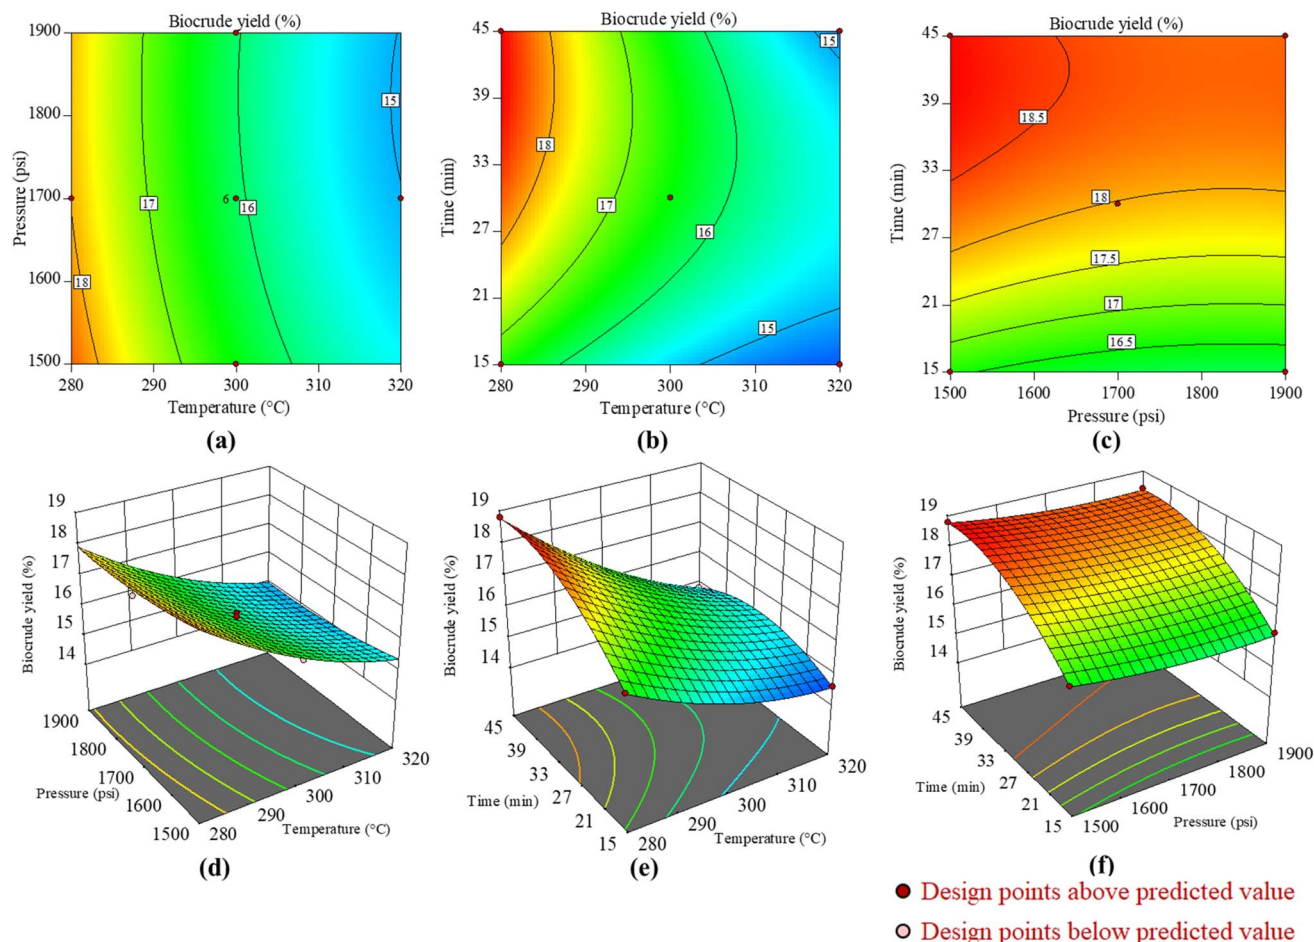 Biocrude yield (%)
1900
1800
1700
1600
1500
Pressure (psi)
15
17
6
16
18
280 290 300 310 320
Temperature (°C)
(a)
Biocrude yield (%)
45
39
33
27
21
15
Time (min)
15
18
17
16
15
280 290 300 310 320
Temperature (°C)
(b)
Biocrude yield (%)
45
39
33
27
21
15
Time (min)
18.5
18
17.5
17
16.5
1500 1600 1700 1800 1900
Pressure (psi)
(c)
19
18
17
16
15
14
Biocrude yield (%)
1900
1800
1700
1600
1500
Pressure (psi)
280
290
300
310
320
Temperature (°C)
(d)
19
18
17
16
15
14
Biocrude yield (%)
45
39
33
27
21
15
Time (min)
280
290
300
310
320
Temperature (°C)
(e)
19
18
17
16
15
14
Biocrude yield (%)
45
39
33
27
21
15
Time (min)
1500
1600
1700
1800
1900
Pressure (psi)
(f)
Design points above predicted value
Design points below predicted value